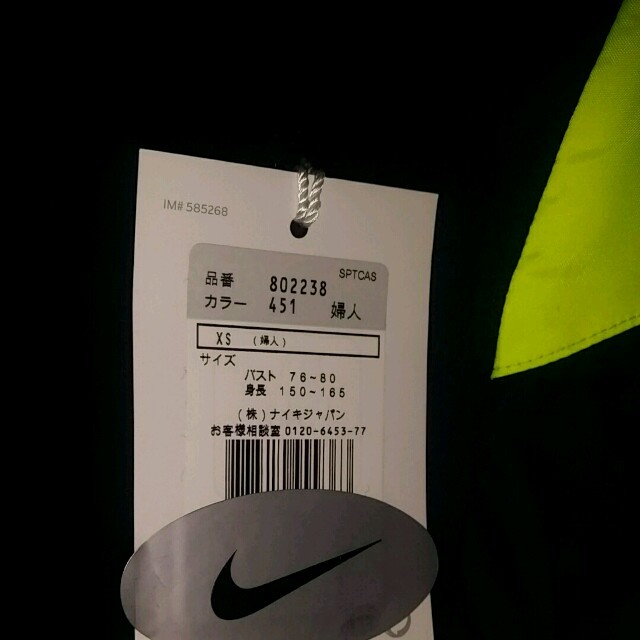 IM# 585268
SPTCAS
品番 802238
カラー 451 婦人
XS (婦人)
サイズ
バスト 76~80
身長 150~165
(株)ナイキジャパン
お客様相談室 0120-6453-77